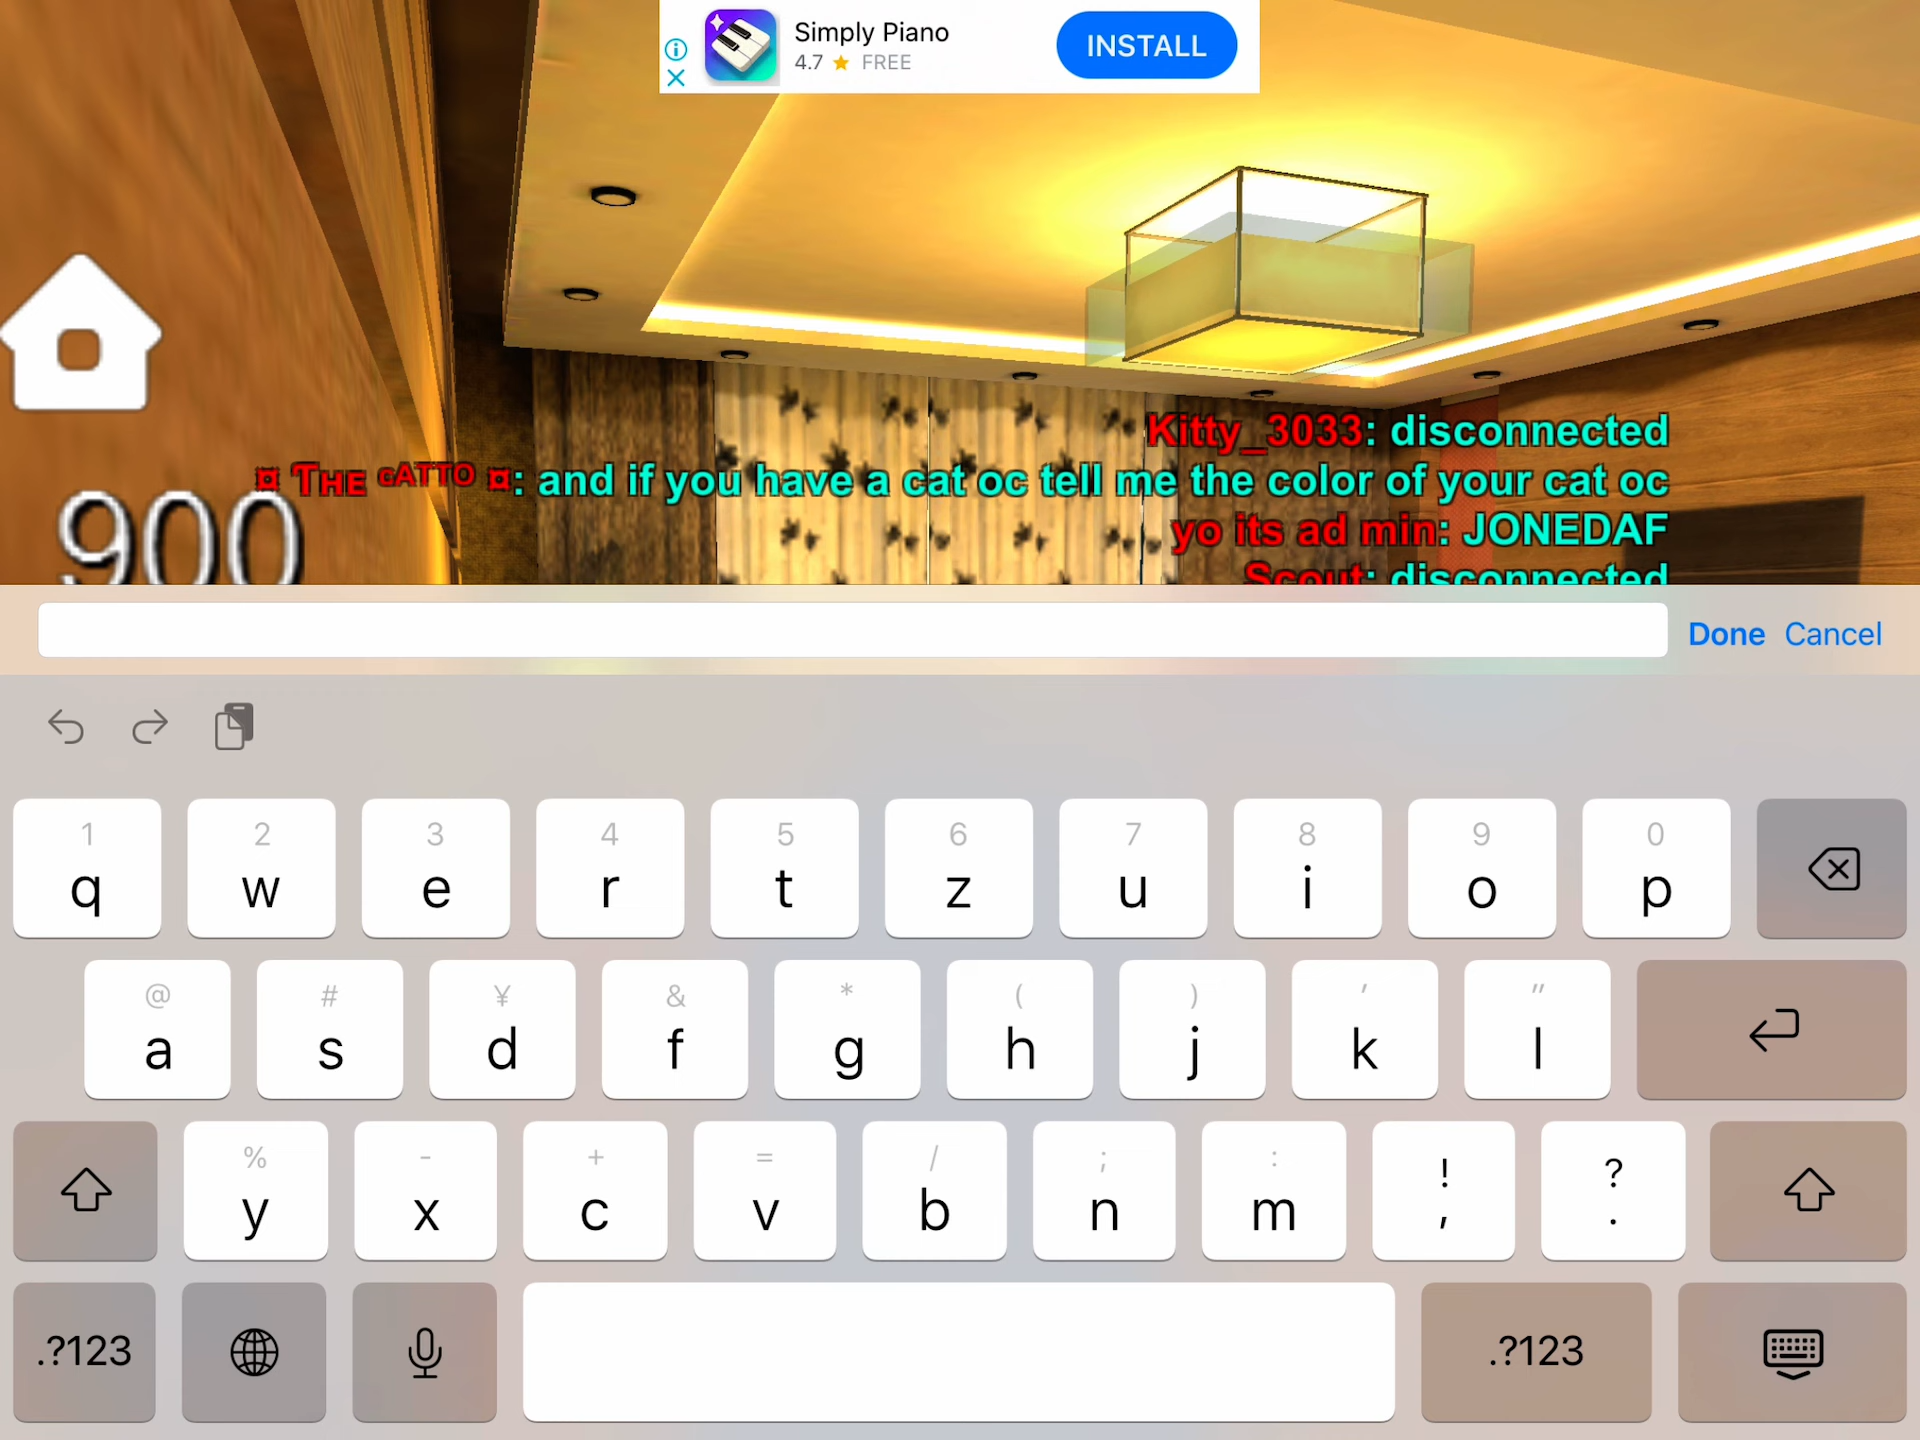 Simply Piano
4.7 ★ FREE
INSTALL
Kitty_3033: disconnected
¤ Tʜᴇ ᶜᴬᵀᵀᴼ ¤: and if you have a cat oc tell me the color of your cat oc
yo its ad min: JONEDAF
Scout: disconnected
900
Done Cancel
1 2 3 4 5 6 7 8 9 0
q w e r t z u i o p
@ # ¥ & * ( ) ' "
a s d f g h j k l
% - + = / ; : ! ?
y x c v b n m , .
.?123 .?123